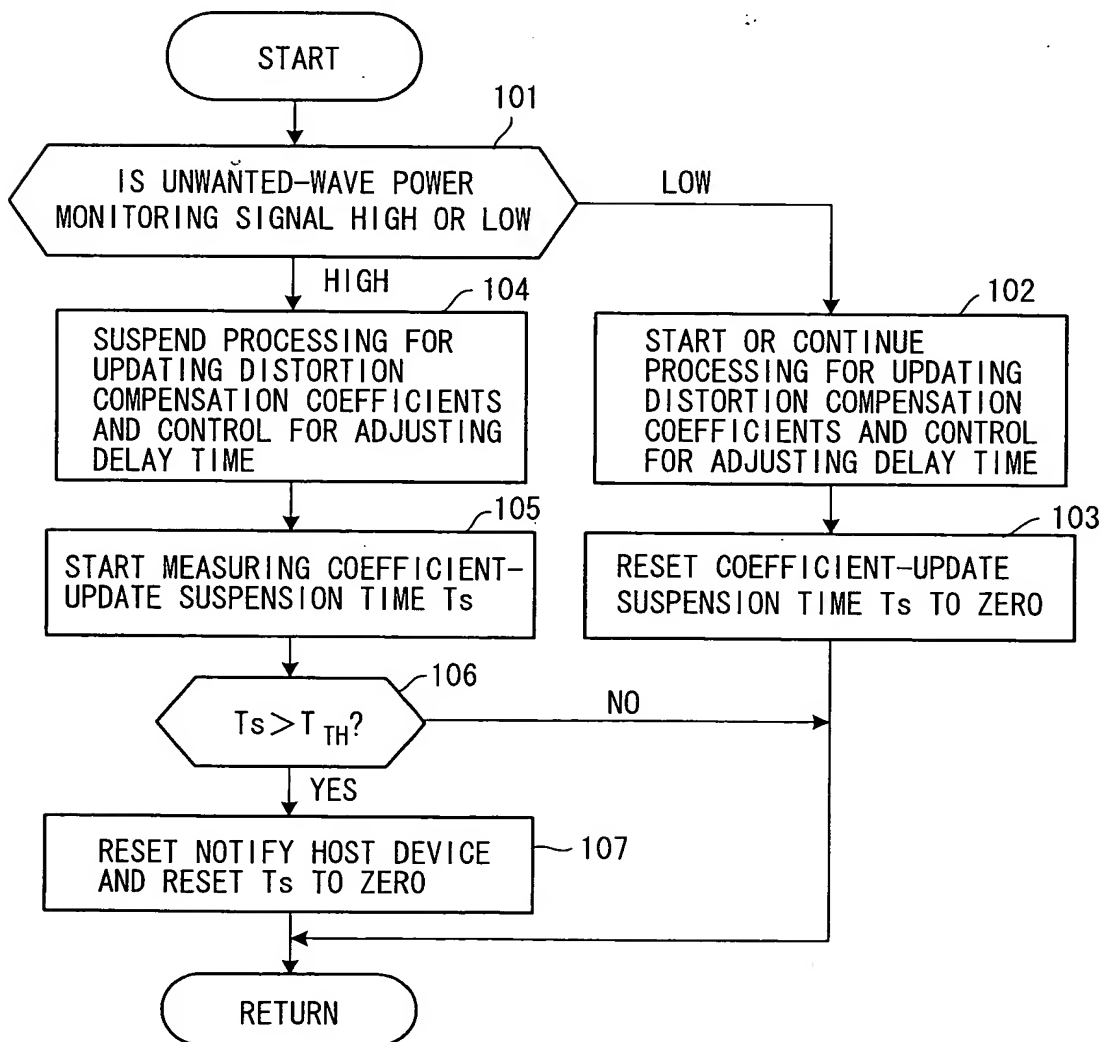 START
101
IS UNWANTED-WAVE POWER
MONITORING SIGNAL HIGH OR LOW
LOW
HIGH
104
SUSPEND PROCESSING FOR
UPDATING DISTORTION
COMPENSATION COEFFICIENTS
AND CONTROL FOR ADJUSTING
DELAY TIME
102
START OR CONTINUE
PROCESSING FOR UPDATING
DISTORTION COMPENSATION
COEFFICIENTS AND CONTROL
FOR ADJUSTING DELAY TIME
105
START MEASURING COEFFICIENT-
UPDATE SUSPENSION TIME Ts
103
RESET COEFFICIENT-UPDATE
SUSPENSION TIME Ts TO ZERO
106
Ts＞T TH?
NO
YES
RESET NOTIFY HOST DEVICE
AND RESET Ts TO ZERO
107
RETURN